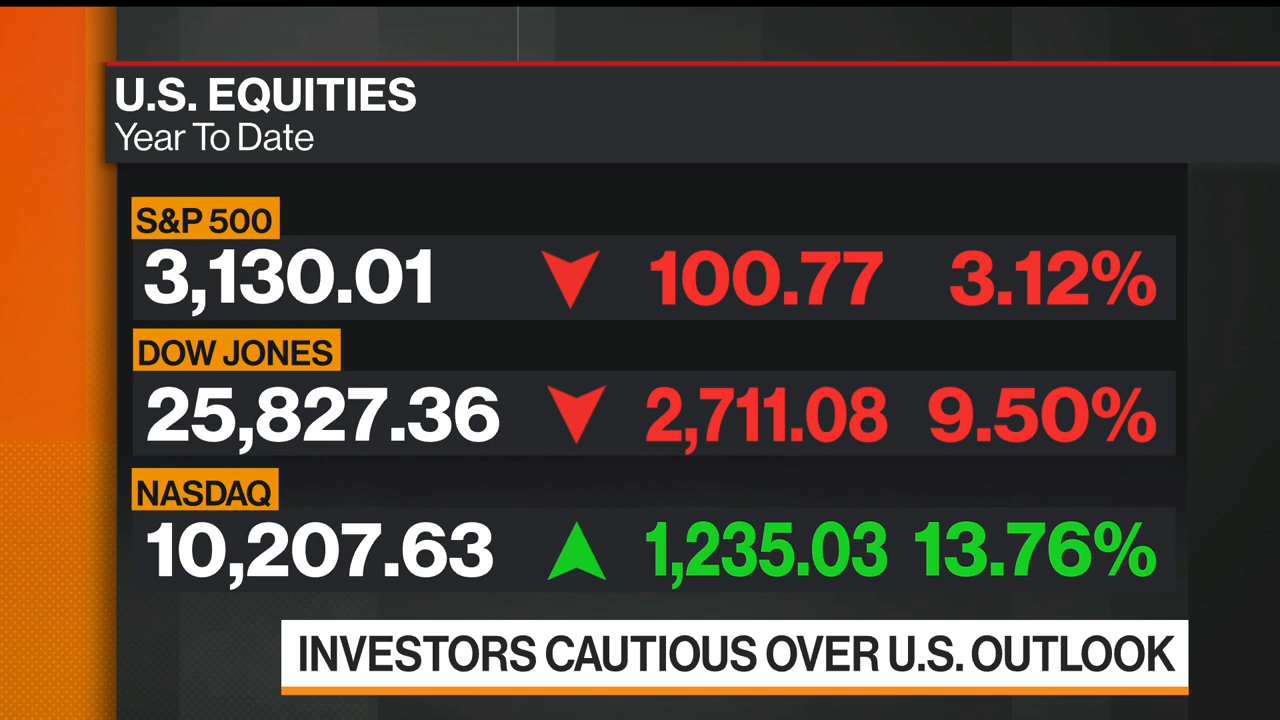 U.S. EQUITIES
Year To Date
S&P 500
3,130.01 ▼ 100.77 3.12%
DOW JONES
25,827.36 ▼ 2,711.08 9.50%
NASDAQ
10,207.63 ▲ 1,235.03 13.76%
INVESTORS CAUTIOUS OVER U.S. OUTLOOK